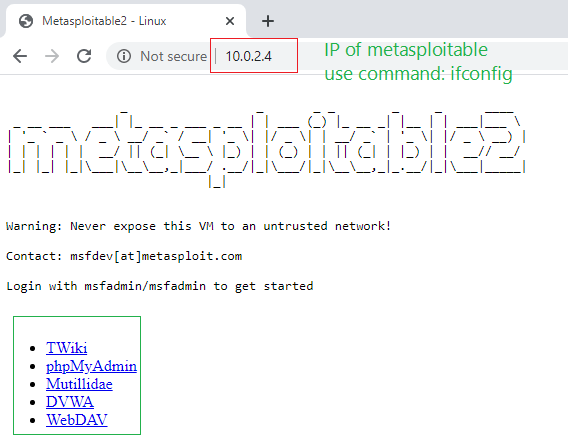 Metasploitable2 - Linux
Not secure | 10.0.2.4
IP of metasploitable
use command: ifconfig
metasploitable2
Warning: Never expose this VM to an untrusted network!
Contact: msfdev[at]metasploit.com
Login with msfadmin/msfadmin to get started
TWiki
phpMyAdmin
Mutillidae
DVWA
WebDAV